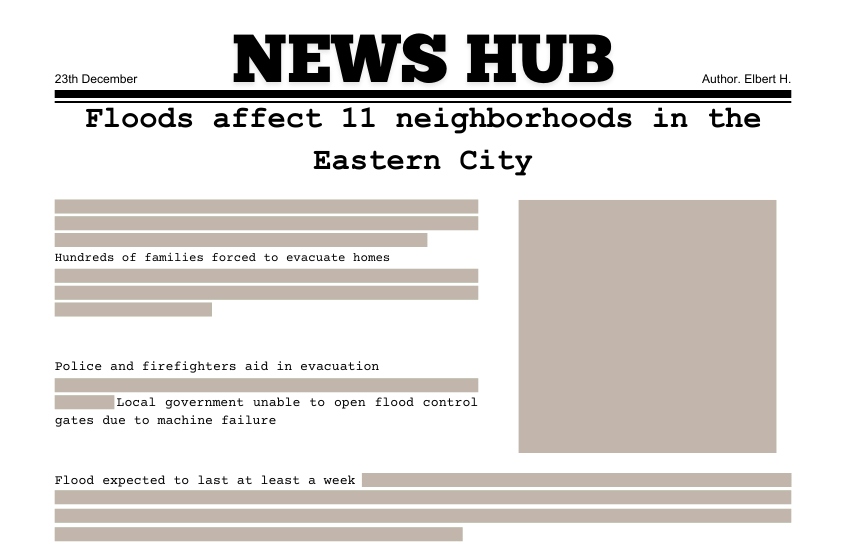 NEWS HUB
23th December
Author. Elbert H.
Floods affect 11 neighborhoods in the
Eastern City
Hundreds of families forced to evacuate homes
Police and firefighters aid in evacuation
Local government unable to open flood control
gates due to machine failure
Flood expected to last at least a week